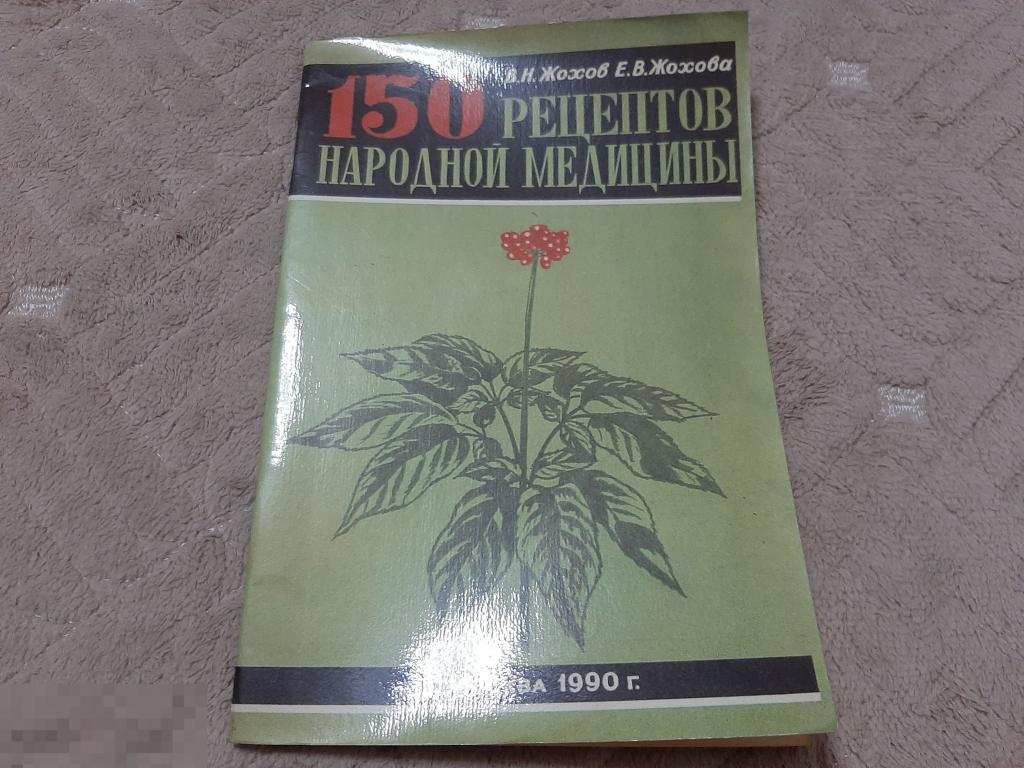 В.Н. Жохов Е.В. Жохова
150 РЕЦЕПТОВ
НАРОДНОЙ МЕДИЦИНЫ
1990 г.